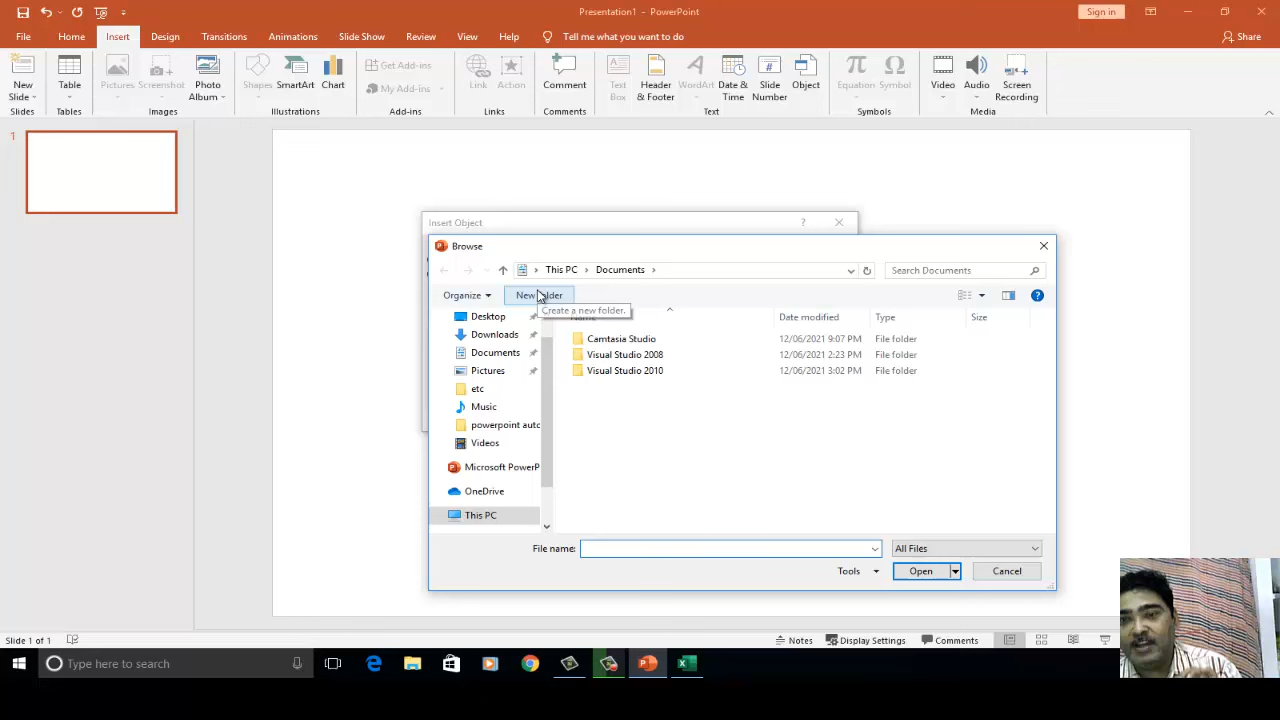 Presentation1 - PowerPoint
Sign in
File Home Insert Design Transitions Animations Slide Show Review View Help Tell me what you want to do Share
New Slide
Table
Pictures
Screenshot
Photo Album
Shapes
SmartArt
Chart
Get Add-ins
My Add-ins
Link
Action
Comment
Text Box
Header & Footer
WordArt
Date & Time
Slide Number
Object
Equation
Symbol
Video
Audio
Screen Recording
Slides Tables Images Illustrations Add-ins Links Comments Text Symbols Media
1
Insert Object
?
Browse
This PC Documents
Search Documents
Organize
New folder
Create a new folder.
Date modified Type Size
Desktop
Downloads
Documents
Pictures
etc
Music
powerpoint auto
Videos
Microsoft PowerP
OneDrive
This PC
Camtasia Studio 12/06/2021 9:07 PM File folder
Visual Studio 2008 12/06/2021 2:23 PM File folder
Visual Studio 2010 12/06/2021 3:02 PM File folder
File name:
All Files
Tools
Open
Cancel
Slide 1 of 1
Notes Display Settings Comments
Type here to search